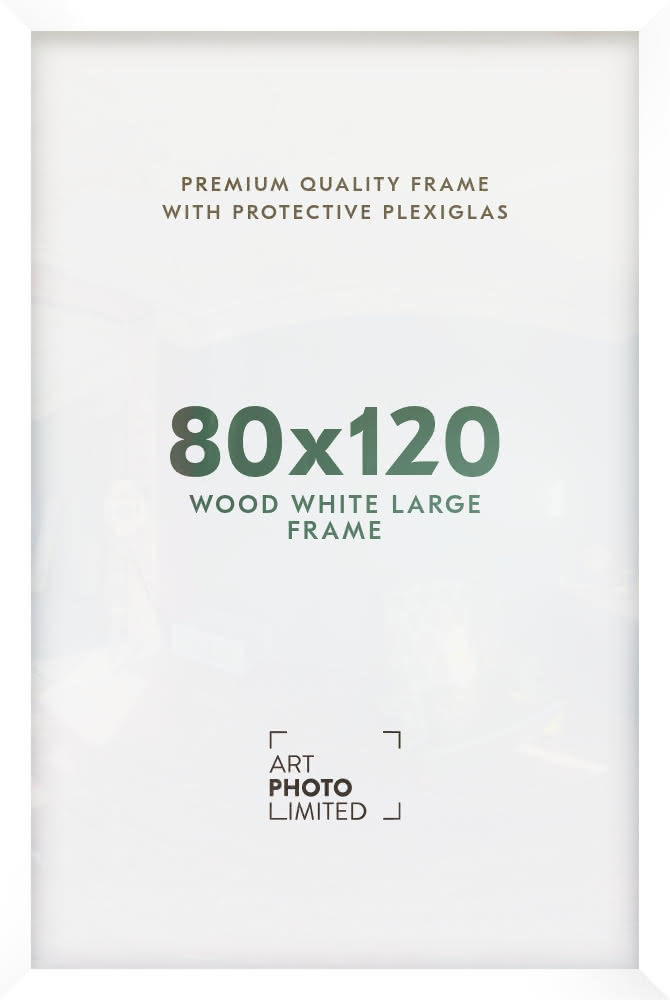 PREMIUM QUALITY FRAME
WITH PROTECTIVE PLEXIGLAS
80x120
WOOD WHITE LARGE
FRAME
ART
PHOTO
LIMITED